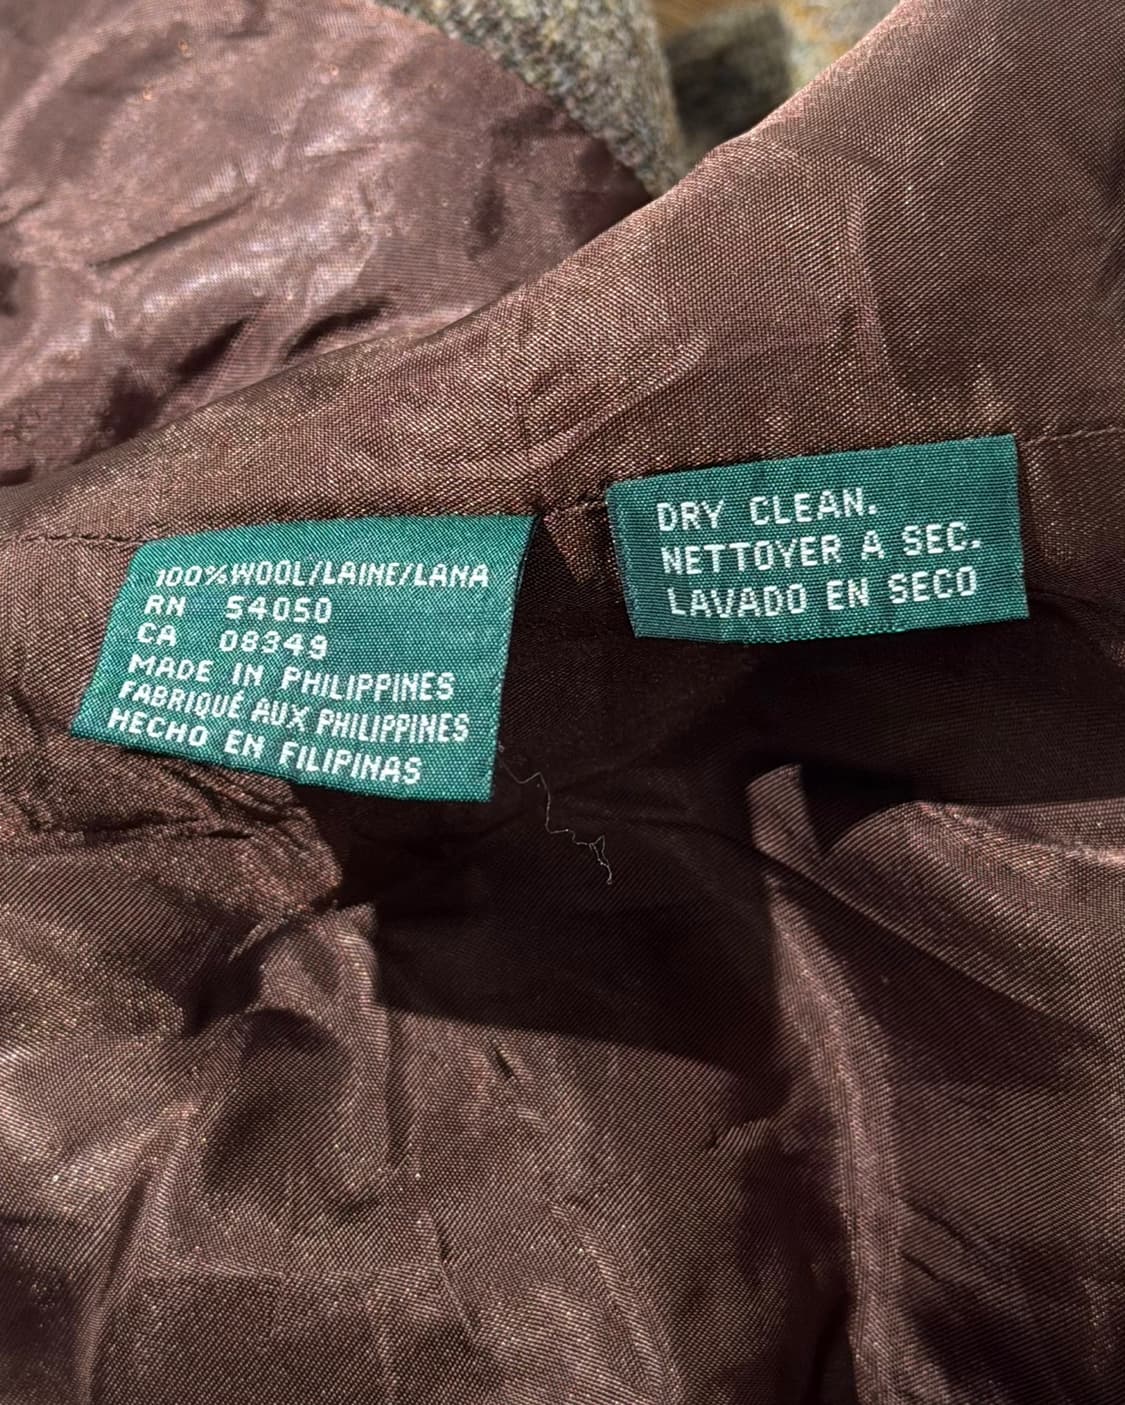 100%WOOL/LAINE/LANA
RN 54050
CA 08349
MADE IN PHILIPPINES
FABRIQUÉ AUX PHILIPPINES
HECHO EN FILIPINAS
DRY CLEAN.
NETTOYER A SEC.
LAVADO EN SECO